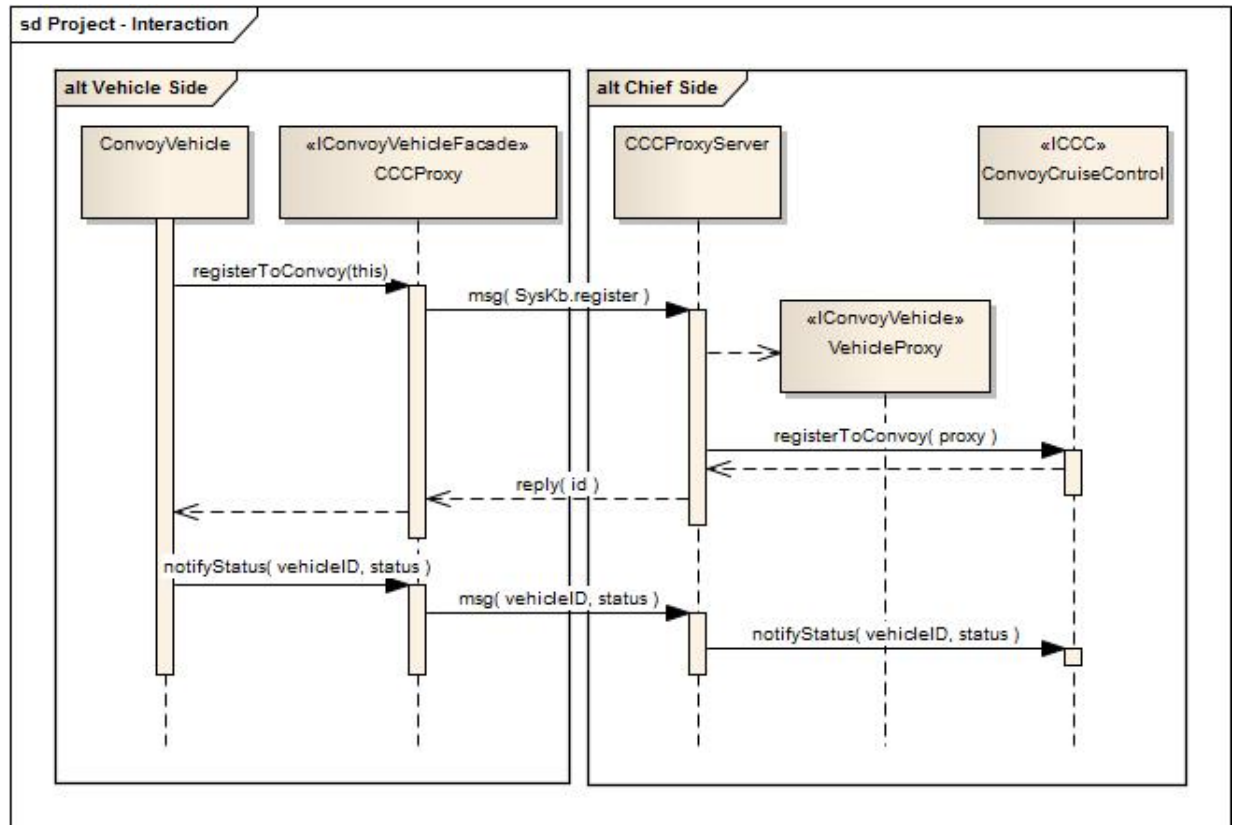 sd Project - Interaction
alt Vehicle Side
alt Chief Side
ConvoyVehicle
«IConvoyVehicleFacade»
CCCProxy
CCCProxyServer
«ICCC»
ConvoyCruiseControl
registerToConvoy(this)
msg( SysKb.register )
«IConvoyVehicle»
VehicleProxy
registerToConvoy( proxy )
reply( id )
notifyStatus( vehicleID, status )
msg( vehicleID, status )
notifyStatus( vehicleID, status )